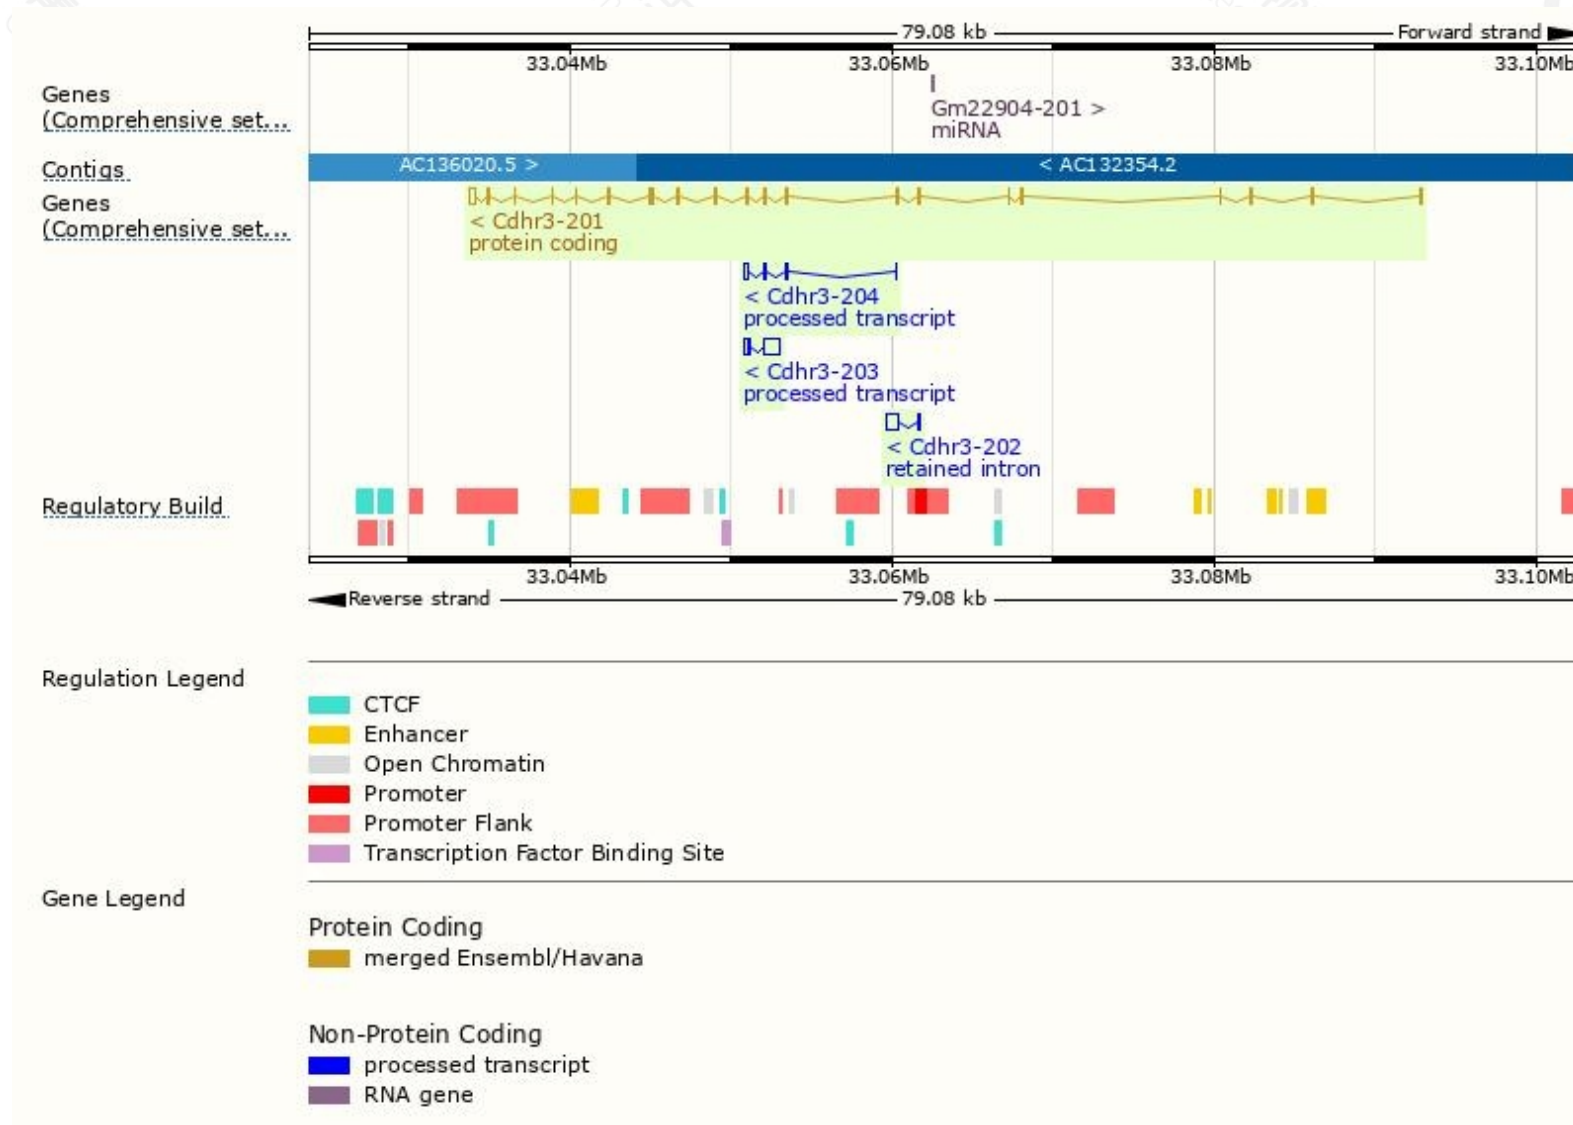 79.08 kb
Forward strand
33.04Mb 33.06Mb 33.08Mb 33.10Mb
Genes
(Comprehensive set...
Gm22904-201 >
miRNA
Contigs
AC136020.5 >
< AC132354.2
Genes
(Comprehensive set...
< Cdhr3-201
protein coding
< Cdhr3-204
processed transcript
< Cdhr3-203
processed transcript
< Cdhr3-202
retained intron
Regulatory Build
33.04Mb 33.06Mb 33.08Mb 33.10Mb
Reverse strand
79.08 kb
Regulation Legend
CTCF
Enhancer
Open Chromatin
Promoter
Promoter Flank
Transcription Factor Binding Site
Gene Legend
Protein Coding
merged Ensembl/Havana
Non-Protein Coding
processed transcript
RNA gene